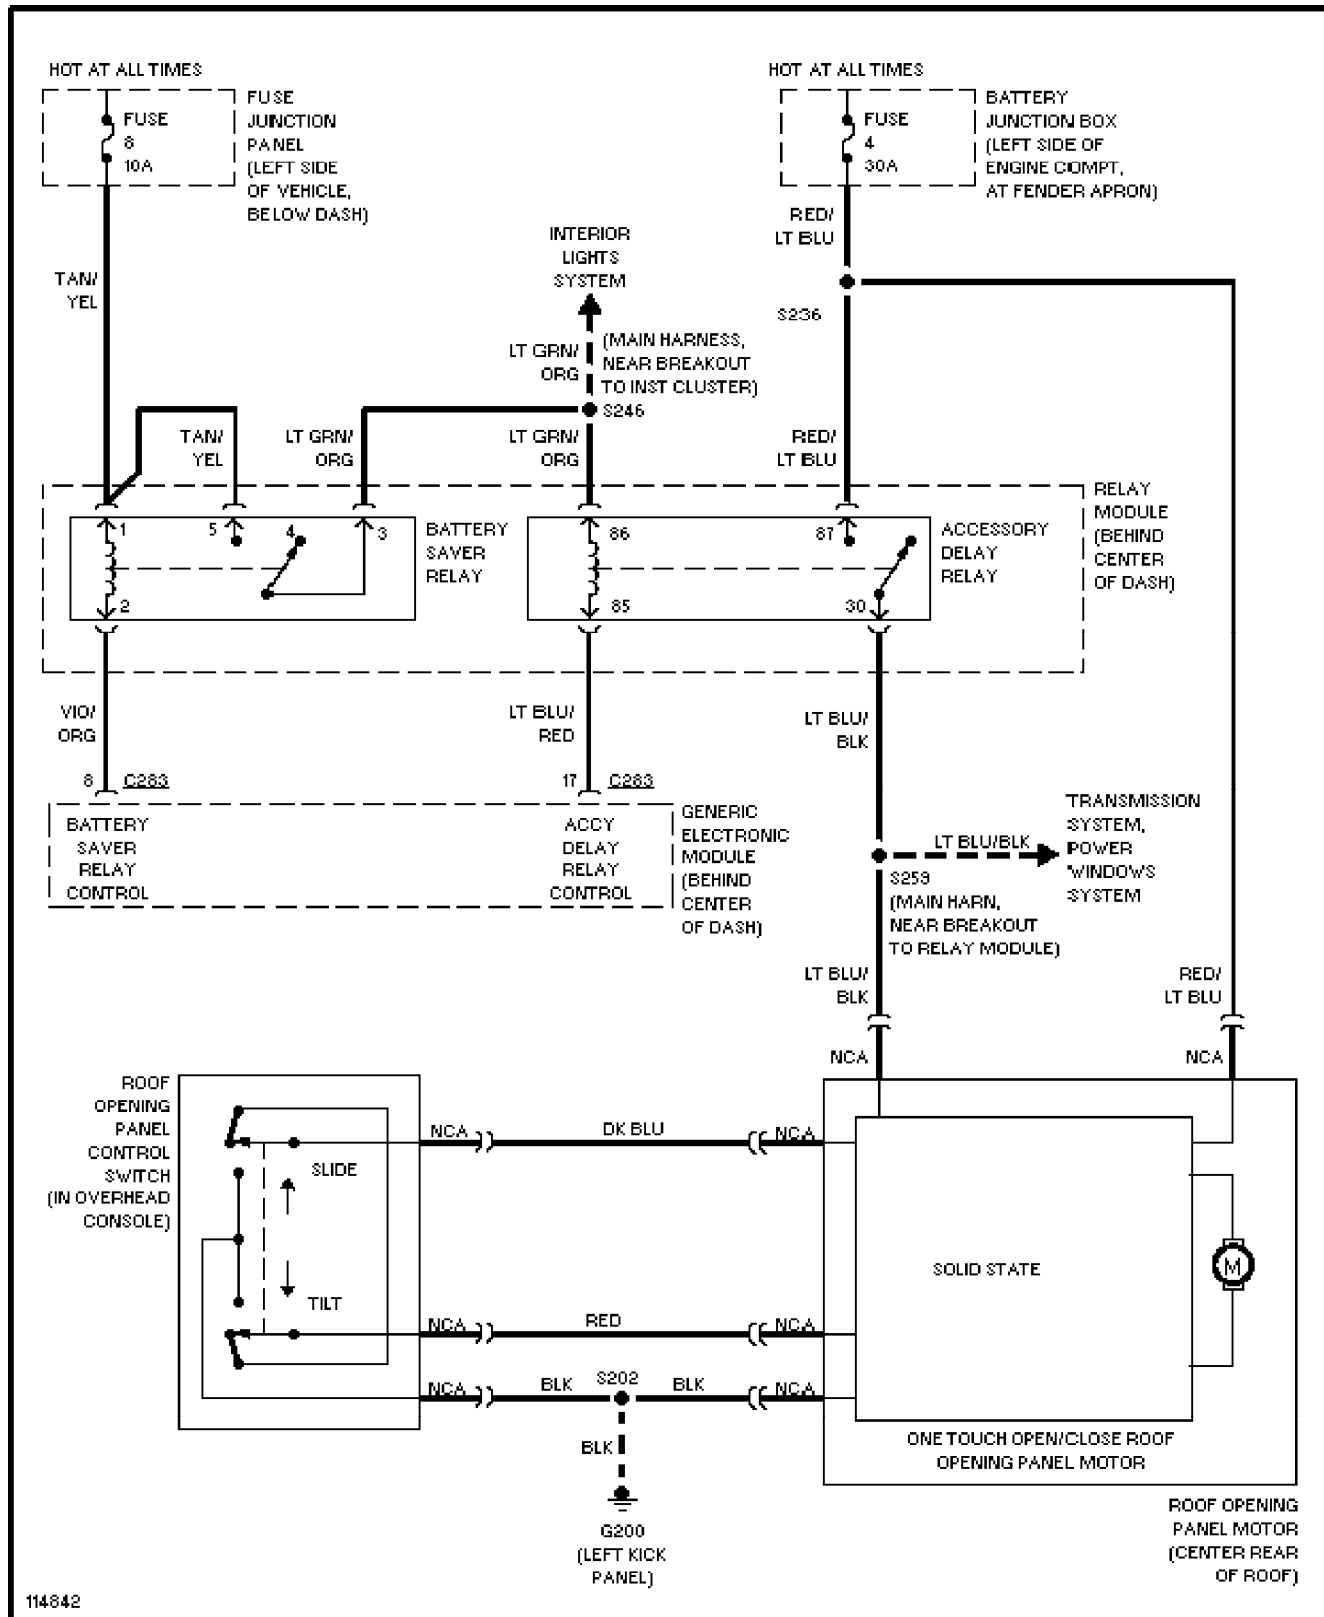 HOT AT ALL TIMES
FUSE
8
10A
FUSE
JUNCTION
PANEL
(LEFT SIDE
OF VEHICLE,
BELOW DASH)
HOT AT ALL TIMES
FUSE
4
30A
BATTERY
JUNCTION BOX
(LEFT SIDE OF
ENGINE COMPT,
AT FENDER APRON)
RED/
LT BLU
INTERIOR
LIGHTS
SYSTEM
TAN/
YEL
S236
LT GRN/
ORG
(MAIN HARNESS,
NEAR BREAKOUT
TO INST CLUSTER)
S246
TAN/
YEL
LT GRN/
ORG
LT GRN/
ORG
RED/
LT BLU
RELAY
MODULE
(BEHIND
CENTER
OF DASH)
1
5
4
3
2
BATTERY
SAVER
RELAY
86
87
85
30
ACCESSORY
DELAY
RELAY
VIO/
ORG
LT BLU/
RED
LT BLU/
BLK
8 C283
17 C283
BATTERY
SAVER
RELAY
CONTROL
ACCY
DELAY
RELAY
CONTROL
GENERIC
ELECTRONIC
MODULE
(BEHIND
CENTER
OF DASH)
LT BLU/BLK
TRANSMISSION
SYSTEM,
POWER
WINDOWS
SYSTEM
S259
(MAIN HARN,
NEAR BREAKOUT
TO RELAY MODULE)
LT BLU/
BLK
RED/
LT BLU
NCA
NCA
ROOF
OPENING
PANEL
CONTROL
SWITCH
(IN OVERHEAD
CONSOLE)
SLIDE
TILT
NCA
DK BLU
NCA
NCA
RED
NCA
NCA
BLK
S202
BLK
NCA
BLK
G200
(LEFT KICK
PANEL)
SOLID STATE
M
ONE TOUCH OPEN/CLOSE ROOF
OPENING PANEL MOTOR
ROOF OPENING
PANEL MOTOR
(CENTER REAR
OF ROOF)
114842